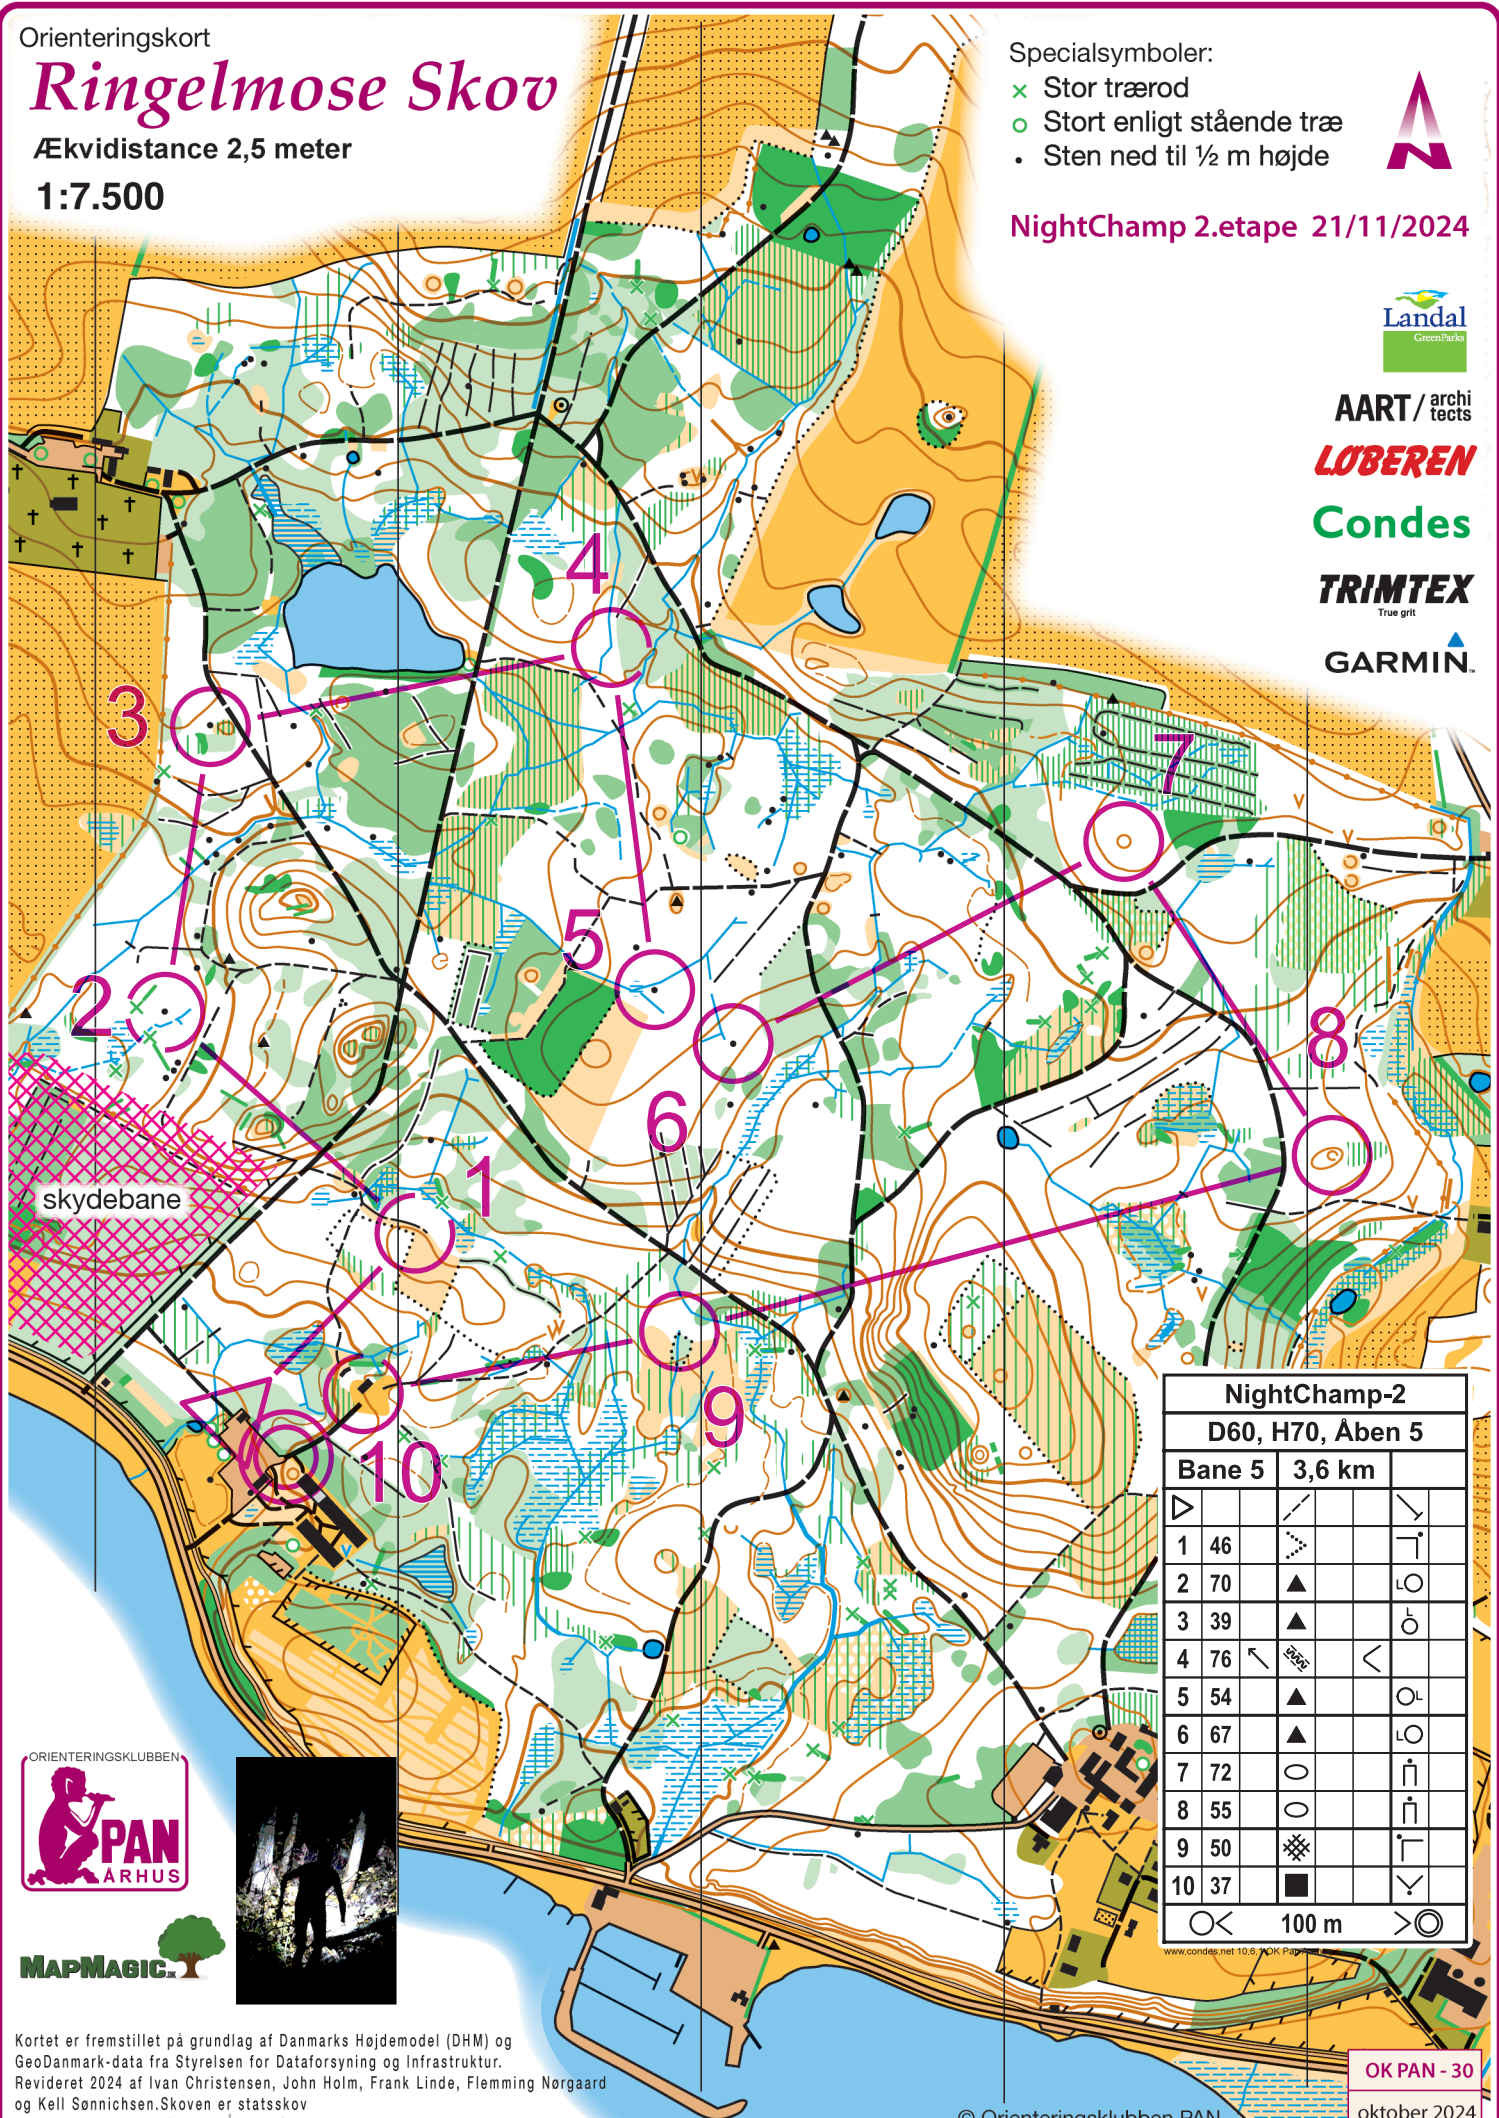 Orienteringskort
Ringelmose Skov
Ækvidistance 2,5 meter
1:7.500
Specialsymboler:
× Stor trærod
o Stort enligt stående træ
• Sten ned til ½ m højde
NightChamp 2.etape 21/11/2024
Landal
GreenParks
AART/archi
tects
LØBEREN
Condes
TRIMTEX
True grit
GARMIN™
4
3
7
5
2
8
6
1
skydebane
9
10
NightChamp-2
D60, H70, Åben 5
Bane 5 3,6 km
1 46
2 70
3 39
4 76
5 54
6 67
7 72
8 55
9 50
10 37
100 m
ORIENTERINGSKLUBBEN
PAN
ÅRHUS
MAPMAGIC.DK
Kortet er fremstillet på grundlag af Danmarks Højdemodel (DHM) og
GeoDanmark-data fra Styrelsen for Dataforsyning og Infrastruktur.
Revideret 2024 af Ivan Christensen, John Holm, Frank Linde, Flemming Nørgaard
og Kell Sønnichsen.Skoven er statsskov
OK PAN - 30
oktober 2024
© Orienteringsklubben PAN